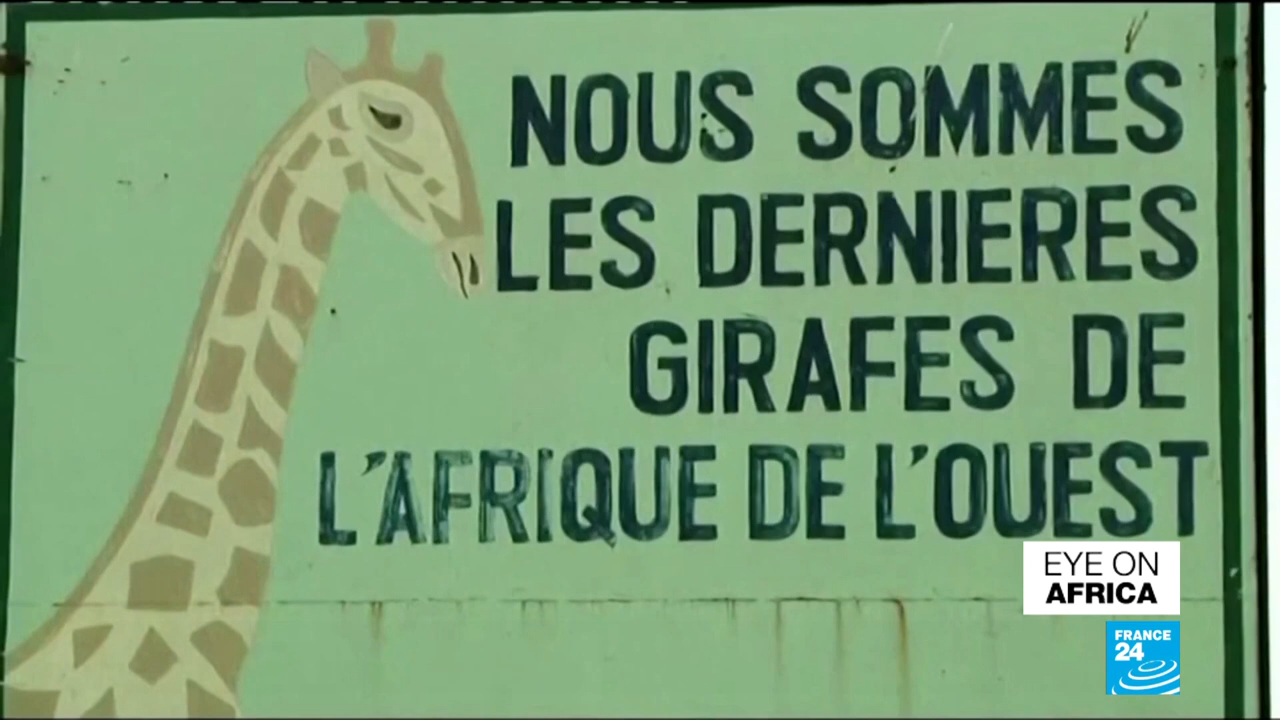 NOUS SOMMES
LES DERNIERES
GIRAFES DE
L'AFRIQUE DE L'OUEST
EYE ON
AFRICA
FRANCE
24